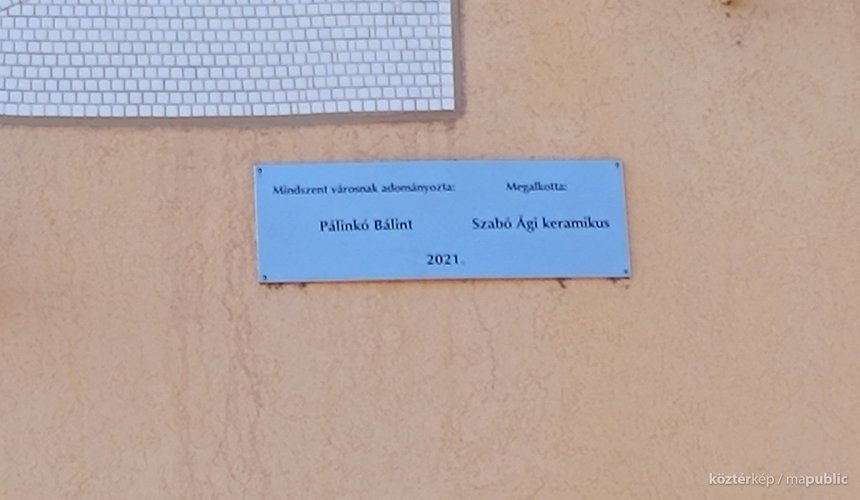 Mindszent városnak adományozta:
Pálinkó Bálint
Megalkotta:
Szabó Ági keramikus
2021.
köztérkép / mapublic